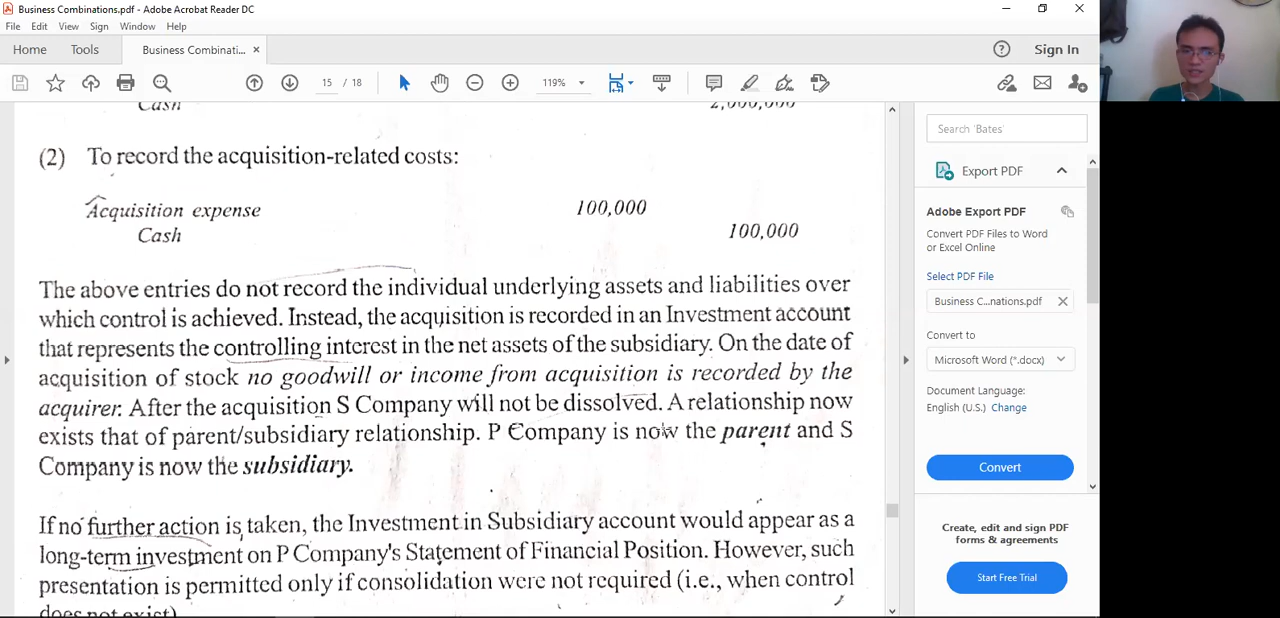 Business Combinations.pdf - Adobe Acrobat Reader DC
File Edit View Sign Window Help
Home Tools Business Combinati... × Sign In
15 / 18 119%
Cash 2,000,000
(2) To record the acquisition-related costs:
Acquisition expense 100,000
Cash 100,000
The above entries do not record the individual underlying assets and liabilities over
which control is achieved. Instead, the acquisition is recorded in an Investment account
that represents the controlling interest in the net assets of the subsidiary. On the date of
acquisition of stock no goodwill or income from acquisition is recorded by the
acquirer. After the acquisition S Company will not be dissolved. A relationship now
exists that of parent/subsidiary relationship. P Company is now the parent and S
Company is now the subsidiary.
If no further action is taken, the Investment in Subsidiary account would appear as a
long-term investment on P Company's Statement of Financial Position. However, such
presentation is permitted only if consolidation were not required (i.e., when control
does not exist)
Search 'Bates'
Export PDF
Adobe Export PDF
Convert PDF Files to Word
or Excel Online
Select PDF File
Business C...nations.pdf
Convert to
Microsoft Word (*.docx)
Document Language:
English (U.S.) Change
Convert
Create, edit and sign PDF
forms & agreements
Start Free Trial